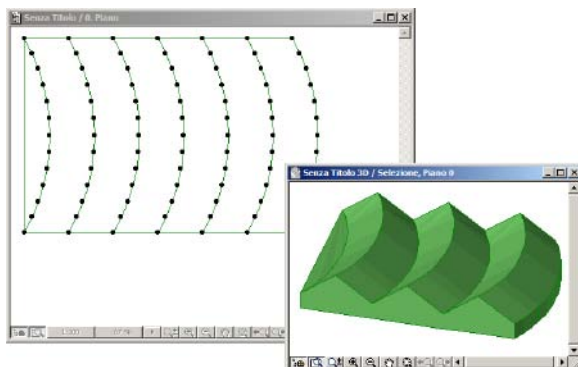 Senza Titolo / 0. Piano
Senza Titolo 3D / Selezione, Piano 0